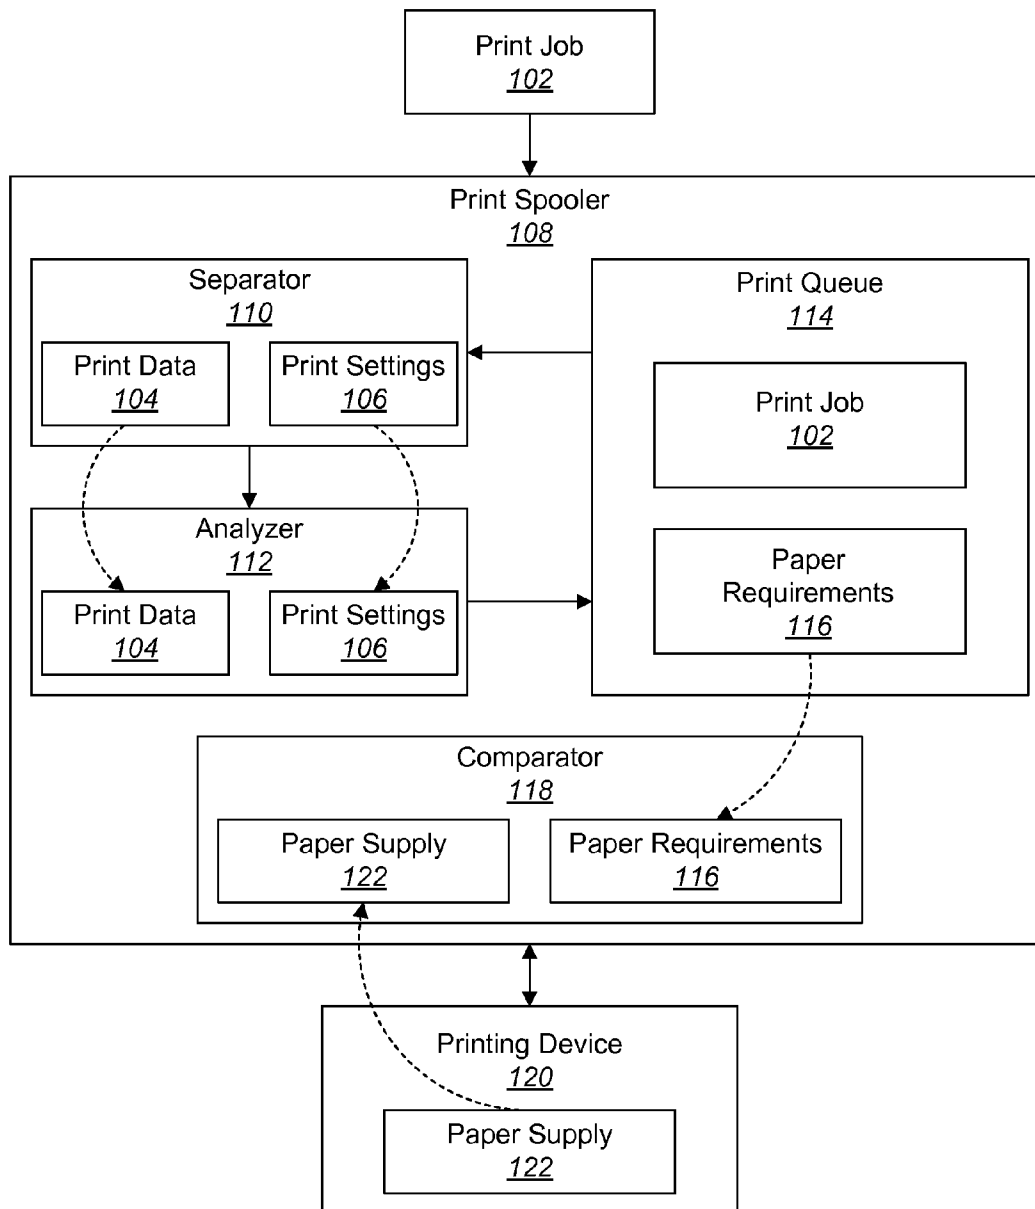 Print Job
102
Print Spooler
108
Separator
110
Print Data
104
Print Settings
106
Print Queue
114
Print Job
102
Paper
Requirements
116
Analyzer
112
Print Data
104
Print Settings
106
Comparator
118
Paper Supply
122
Paper Requirements
116
Printing Device
120
Paper Supply
122